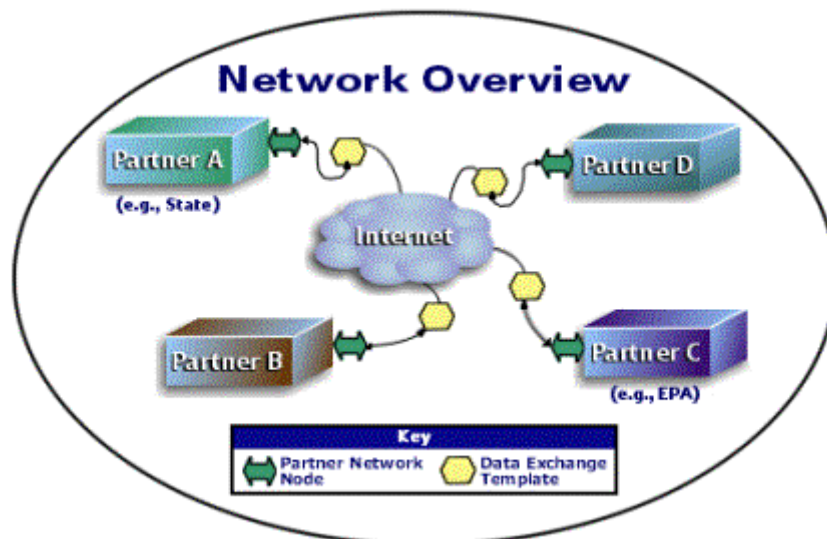 Network Overview
Partner A
(e.g., State)
Partner D
Internet
Partner B
Partner C
(e.g., EPA)
Key
Partner Network
Node
Data Exchange
Template